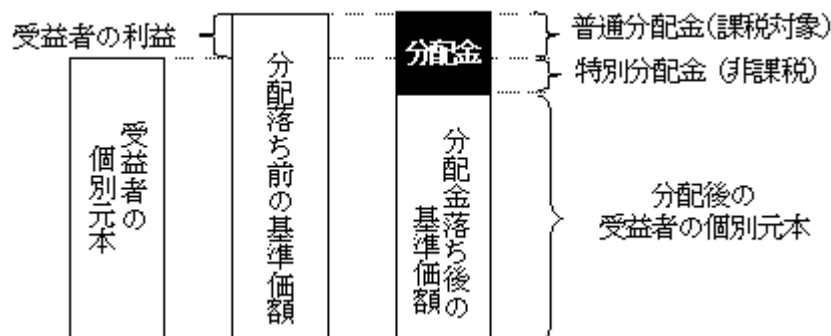 受益者の利益
受益者の
個別元本
分配落ち前の基準価額
分配金
分配金落ち後の
基準価額
普通分配金(課税対象)
特別分配金(非課税)
分配後の
受益者の個別元本